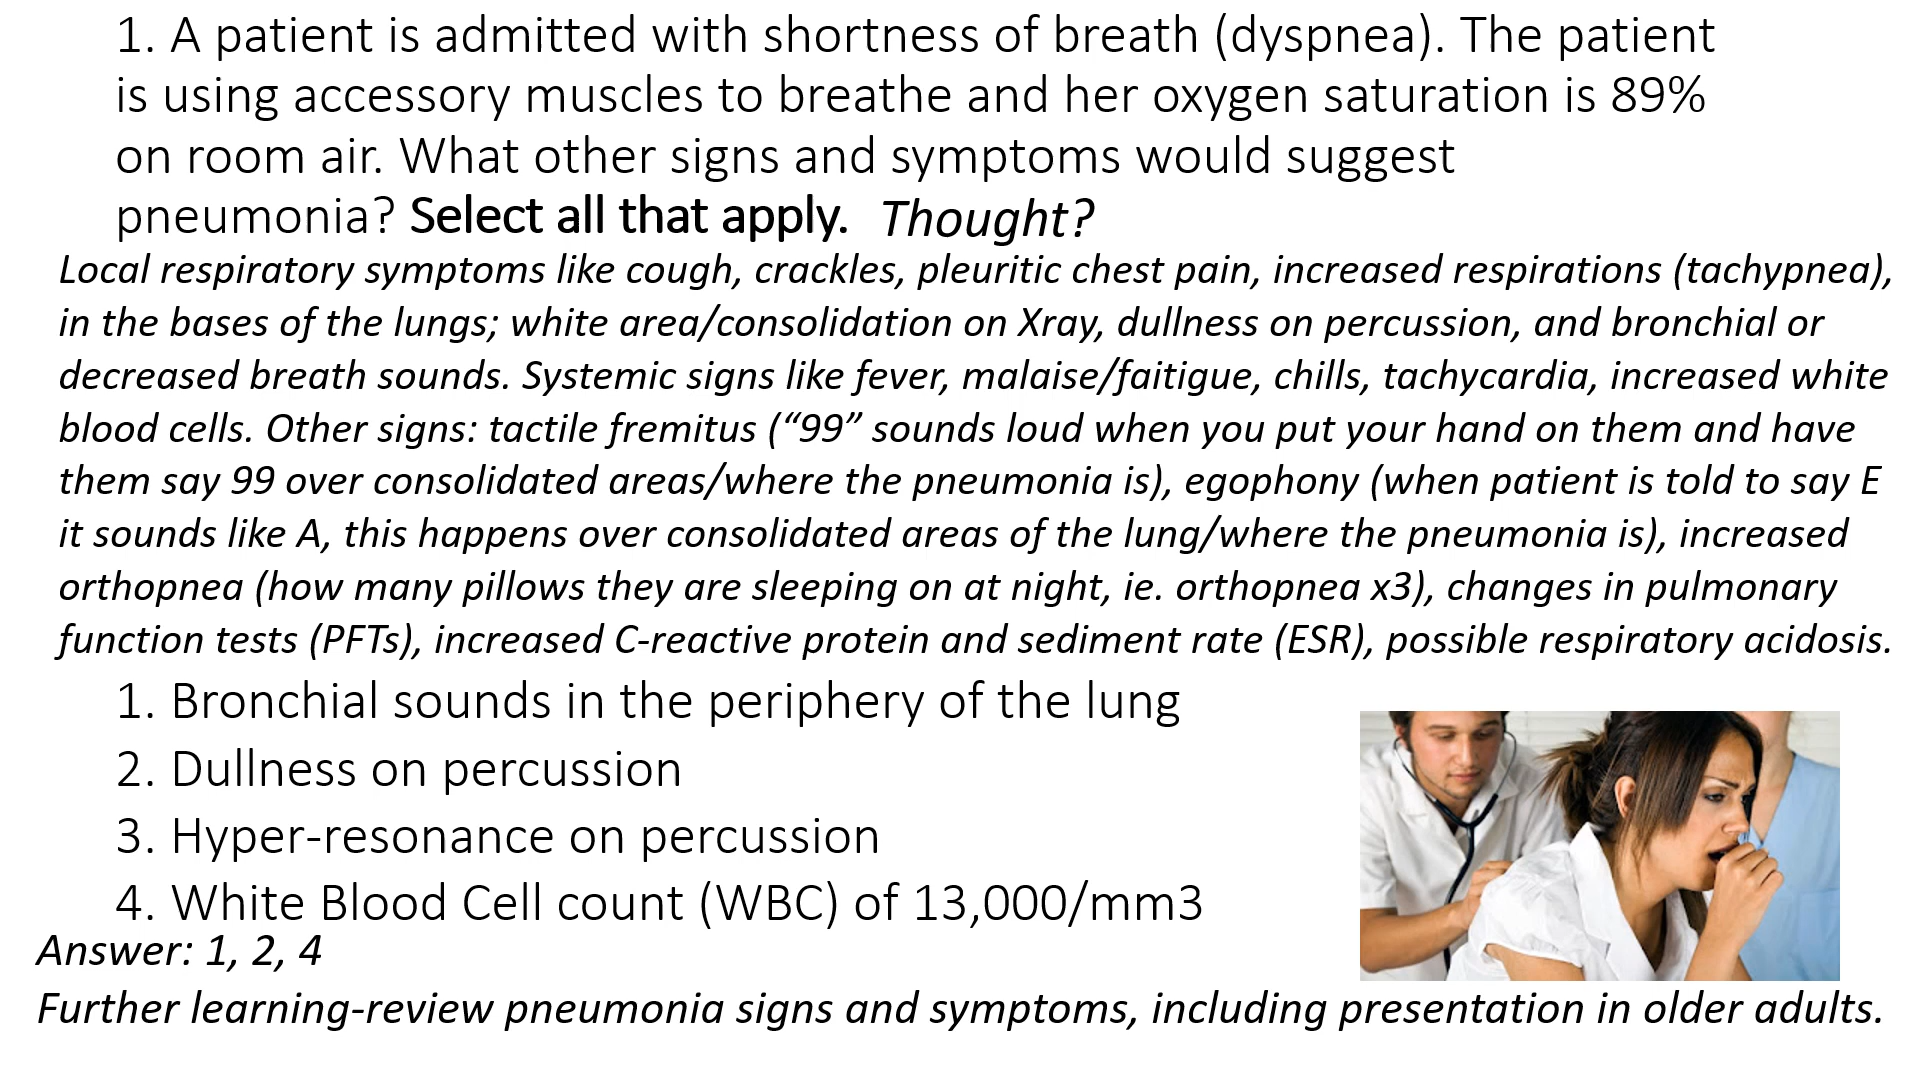 1. A patient is admitted with shortness of breath (dyspnea). The patient
is using accessory muscles to breathe and her oxygen saturation is 89%
on room air. What other signs and symptoms would suggest
pneumonia? Select all that apply. Thought?
Local respiratory symptoms like cough, crackles, pleuritic chest pain, increased respirations (tachypnea),
in the bases of the lungs; white area/consolidation on Xray, dullness on percussion, and bronchial or
decreased breath sounds. Systemic signs like fever, malaise/faitigue, chills, tachycardia, increased white
blood cells. Other signs: tactile fremitus (“99” sounds loud when you put your hand on them and have
them say 99 over consolidated areas/where the pneumonia is), egophony (when patient is told to say E
it sounds like A, this happens over consolidated areas of the lung/where the pneumonia is), increased
orthopnea (how many pillows they are sleeping on at night, ie. orthopnea x3), changes in pulmonary
function tests (PFTs), increased C-reactive protein and sediment rate (ESR), possible respiratory acidosis.
1. Bronchial sounds in the periphery of the lung
2. Dullness on percussion
3. Hyper-resonance on percussion
4. White Blood Cell count (WBC) of 13,000/mm3
Answer: 1, 2, 4
Further learning-review pneumonia signs and symptoms, including presentation in older adults.